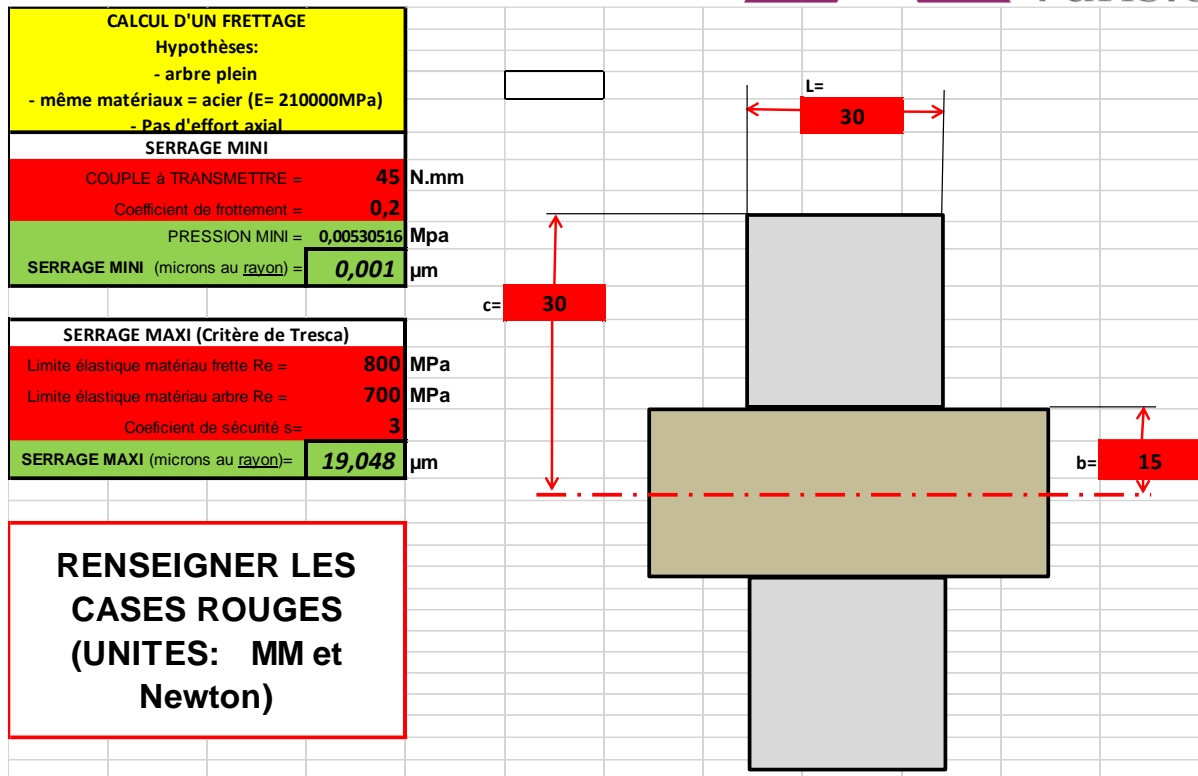 CALCUL D'UN FRETTAGE
Hypothèses:
- arbre plein
- même matériaux = acier (E= 210000MPa)
- Pas d'effort axial
SERRAGE MINI
COUPLE à TRANSMETTRE = 45 N.mm
Coefficient de frottement = 0,2
PRESSION MINI = 0,00530516 Mpa
SERRAGE MINI (microns au rayon) = 0,001 µm
SERRAGE MAXI (Critère de Tresca)
Limite élastique matériau frette Re = 800 MPa
Limite élastique matériau arbre Re = 700 MPa
Coeficient de sécurité s= 3
SERRAGE MAXI (microns au rayon)= 19,048 µm
RENSEIGNER LES
CASES ROUGES
(UNITES: MM et
Newton)
L=
30
c= 30
b= 15